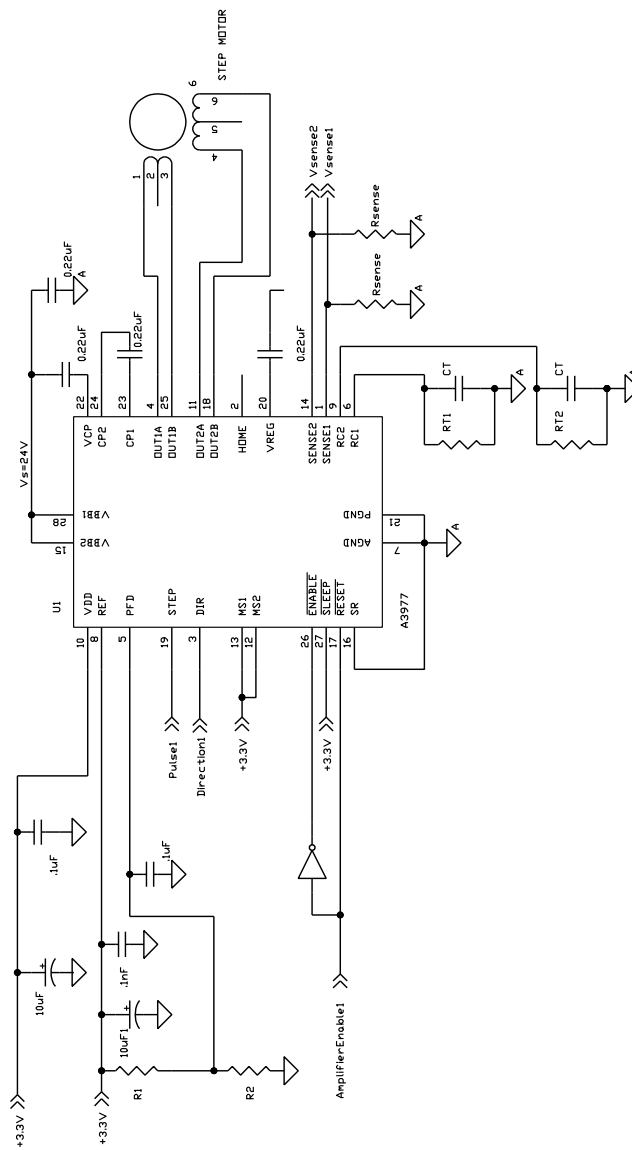 +3.3V
10uF
+
.1uF
+3.3V
10uF1
+
.1nF
R1
R2
.1uF
Pulse1
Direction1
+3.3V
+3.3V
AmplifierEnable1
U1
A3977
10
VDD
8
REF
5
PFD
19
STEP
3
DIR
13
MS1
12
MS2
26
ENABLE
27
SLEEP
17
RESET
16
SR
15
VBB2
28
VBB1
7
AGND
21
PGND
A
Vs=24V
22
VCP
24
CP2
23
CP1
4
OUT1A
25
OUT1B
11
OUT2A
18
OUT2B
2
HOME
20
VREG
14
SENSE2
1
SENSE1
9
RC2
6
RC1
0.22uF
0.22uF
A
0.22uF
0.22uF
1
2
3
4
5
6
6
STEP MOTOR
Vsense2
Vsense1
Rsense
A
Rsense
A
RT1
CT
A
RT2
CT
A